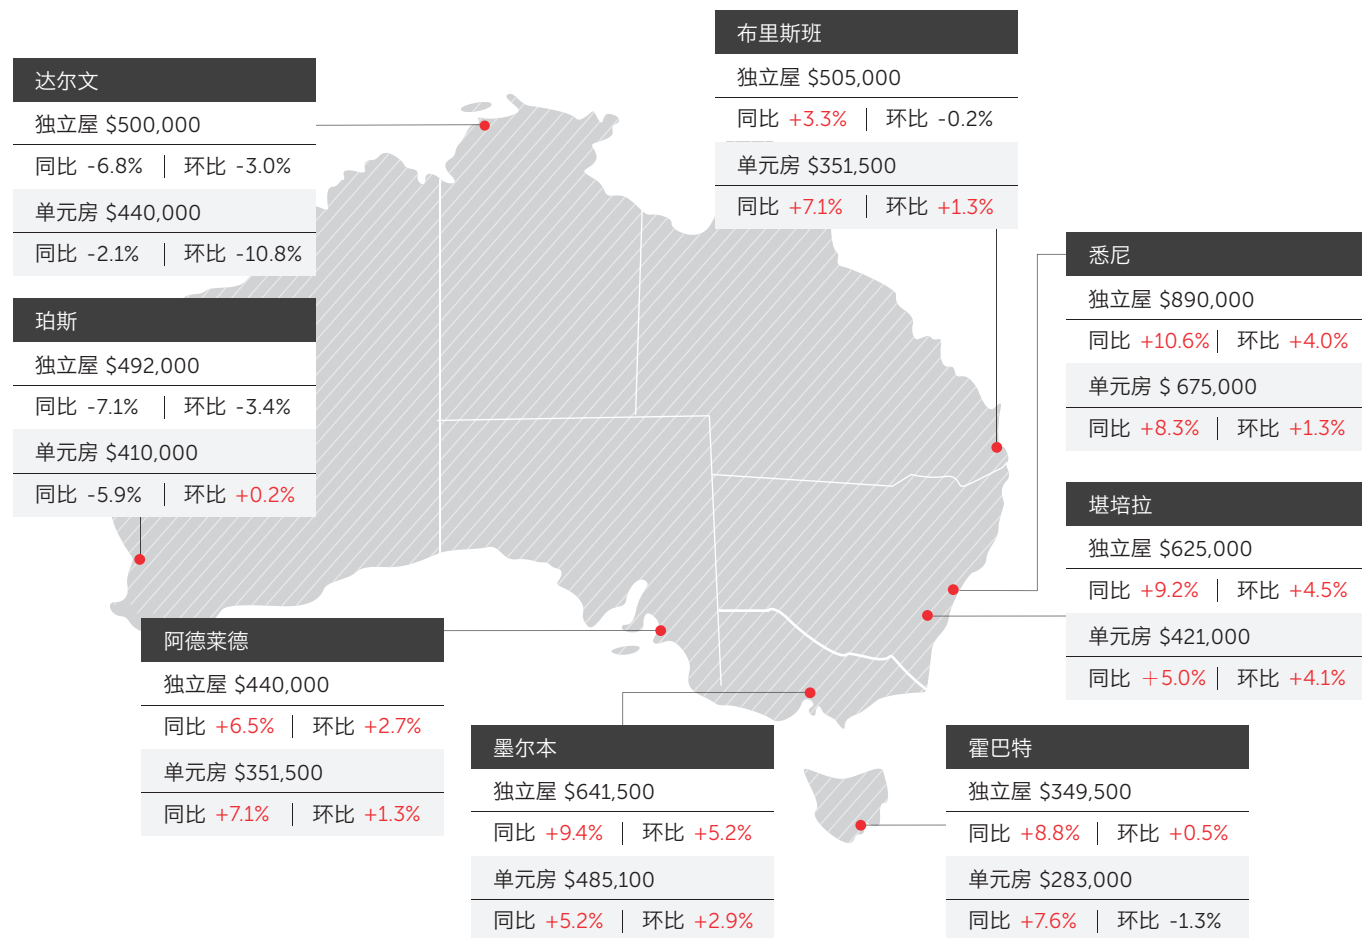 达尔文
独立屋 $500,000
同比 -6.8% | 环比 -3.0%
单元房 $440,000
同比 -2.1% | 环比 -10.8%
珀斯
独立屋 $492,000
同比 -7.1% | 环比 -3.4%
单元房 $410,000
同比 -5.9% | 环比 +0.2%
阿德莱德
独立屋 $440,000
同比 +6.5% | 环比 +2.7%
单元房 $351,500
同比 +7.1% | 环比 +1.3%
墨尔本
独立屋 $641,500
同比 +9.4% | 环比 +5.2%
单元房 $485,100
同比 +5.2% | 环比 +2.9%
布里斯班
独立屋 $505,000
同比 +3.3% | 环比 -0.2%
单元房 $351,500
同比 +7.1% | 环比 +1.3%
悉尼
独立屋 $890,000
同比 +10.6% | 环比 +4.0%
单元房 $ 675,000
同比 +8.3% | 环比 +1.3%
堪培拉
独立屋 $625,000
同比 +9.2% | 环比 +4.5%
单元房 $421,000
同比 +5.0% | 环比 +4.1%
霍巴特
独立屋 $349,500
同比 +8.8% | 环比 +0.5%
单元房 $283,000
同比 +7.6% | 环比 -1.3%